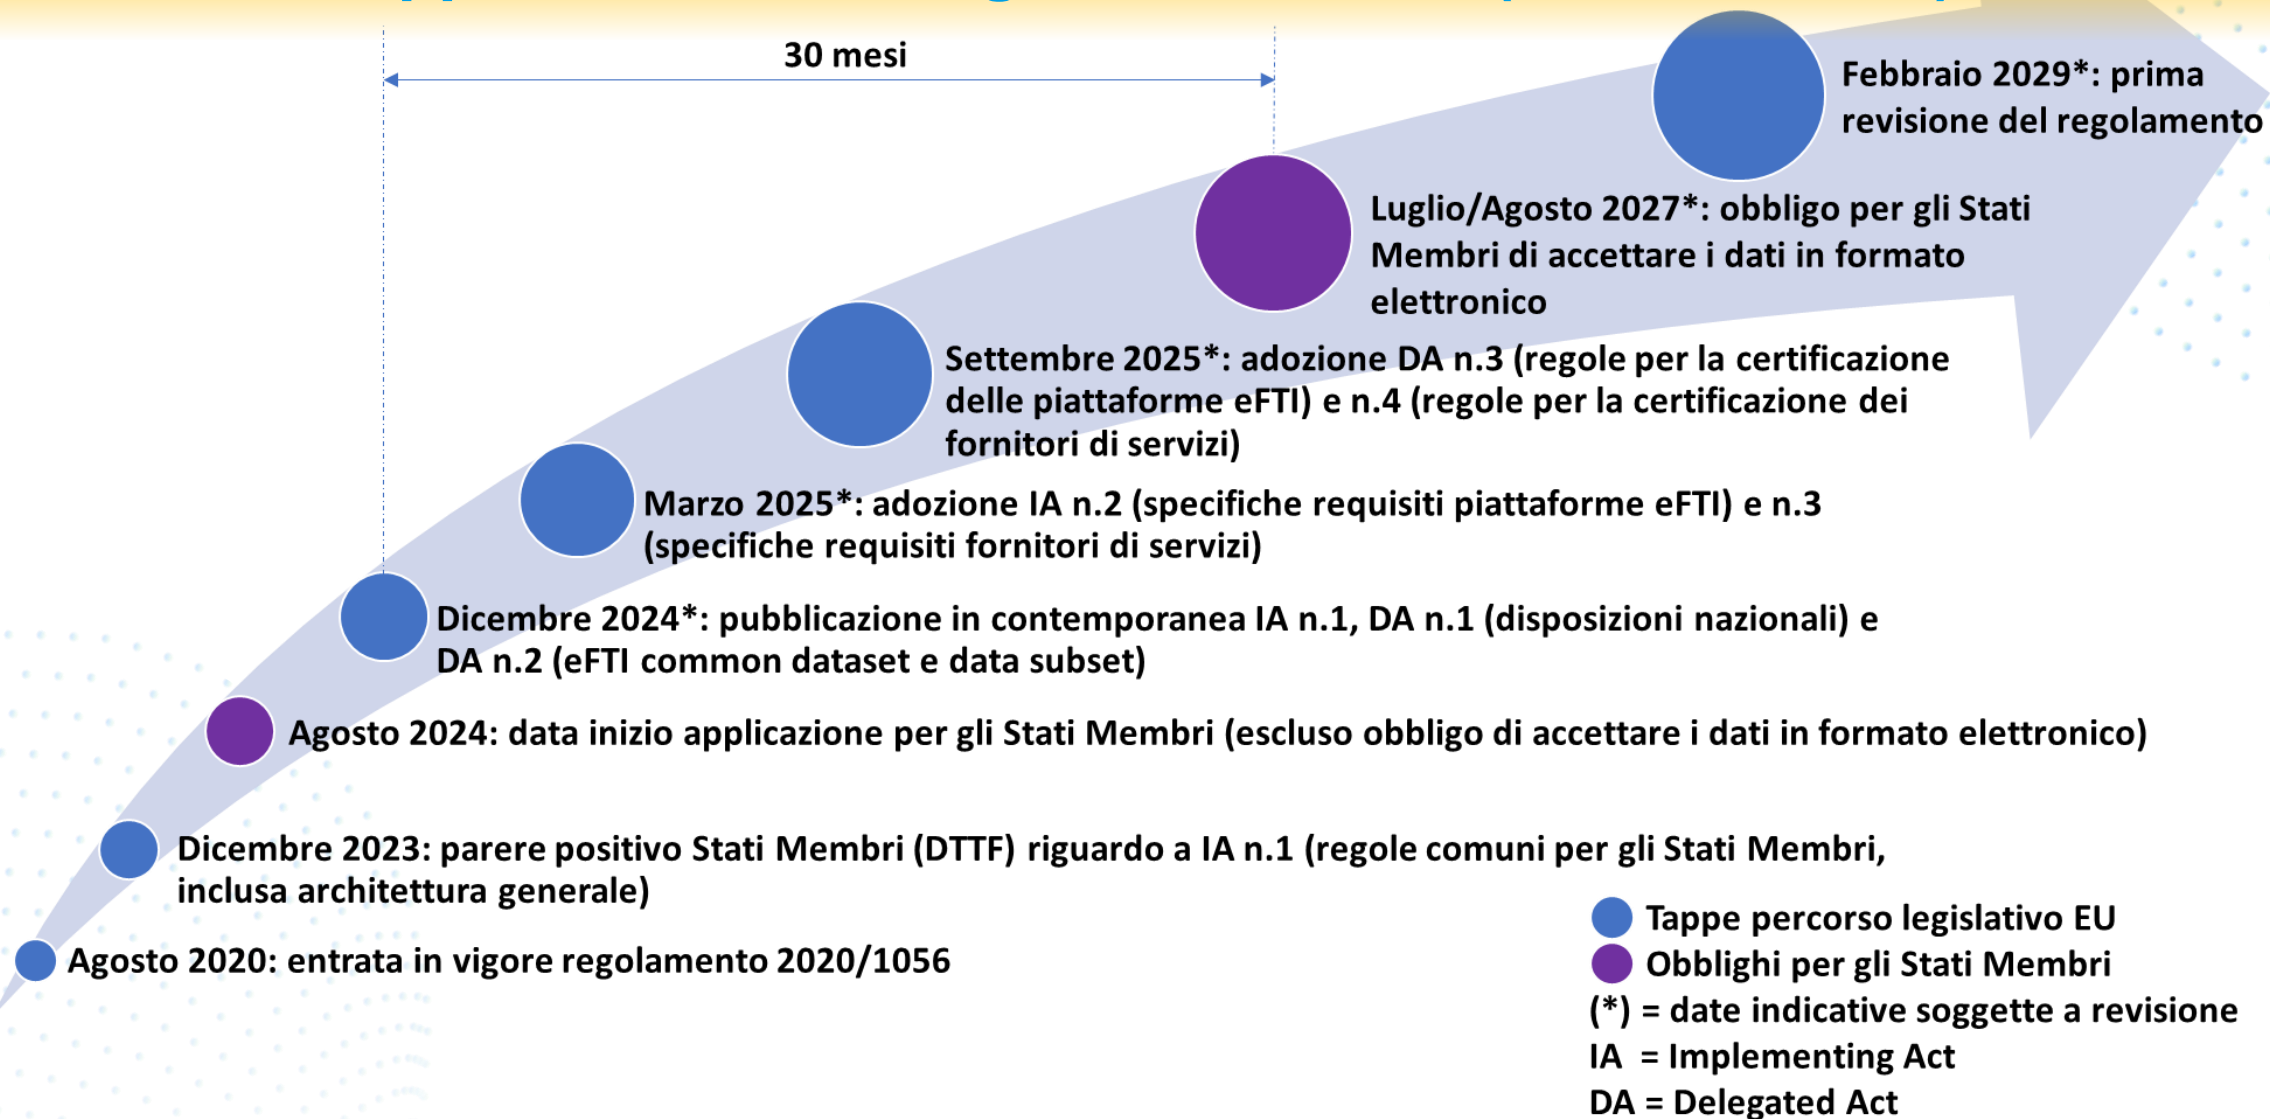 30 mesi
Febbraio 2029*: prima
revisione del regolamento
Luglio/Agosto 2027*: obbligo per gli Stati
Membri di accettare i dati in formato
elettronico
Settembre 2025*: adozione DA n.3 (regole per la certificazione
delle piattaforme eFTI) e n.4 (regole per la certificazione dei
fornitori di servizi)
Marzo 2025*: adozione IA n.2 (specifiche requisiti piattaforme eFTI) e n.3
(specifiche requisiti fornitori di servizi)
Dicembre 2024*: pubblicazione in contemporanea IA n.1, DA n.1 (disposizioni nazionali) e
DA n.2 (eFTI common dataset e data subset)
Agosto 2024: data inizio applicazione per gli Stati Membri (escluso obbligo di accettare i dati in formato elettronico)
Dicembre 2023: parere positivo Stati Membri (DTTF) riguardo a IA n.1 (regole comuni per gli Stati Membri,
inclusa architettura generale)
Agosto 2020: entrata in vigore regolamento 2020/1056
Tappe percorso legislativo EU
Obblighi per gli Stati Membri
(*) = date indicative soggette a revisione
IA = Implementing Act
DA = Delegated Act